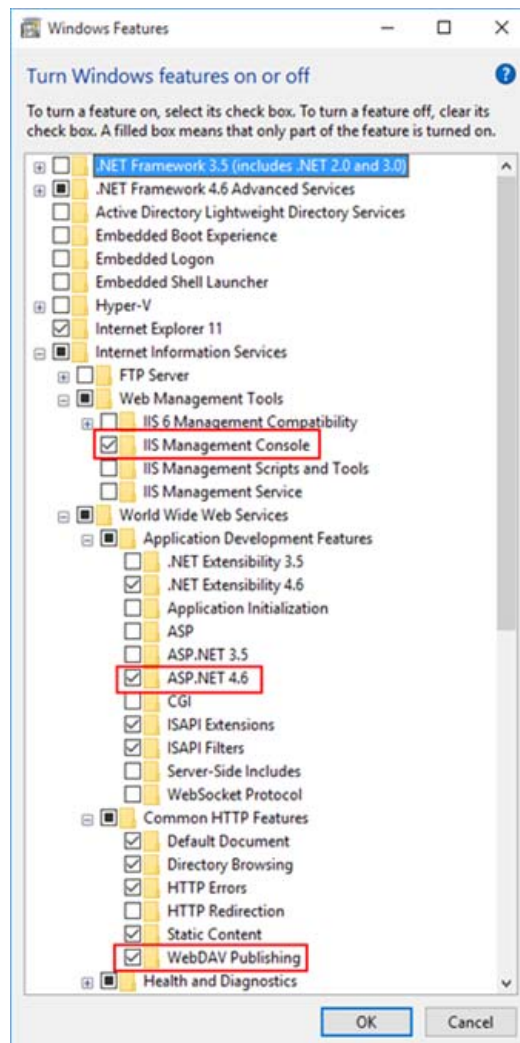 Windows Features
Turn Windows features on or off
To turn a feature on, select its check box. To turn a feature off, clear its
check box. A filled box means that only part of the feature is turned on.
.NET Framework 3.5 (includes .NET 2.0 and 3.0)
.NET Framework 4.6 Advanced Services
Active Directory Lightweight Directory Services
Embedded Boot Experience
Embedded Logon
Embedded Shell Launcher
Hyper-V
Internet Explorer 11
Internet Information Services
FTP Server
Web Management Tools
IIS 6 Management Compatibility
IIS Management Console
IIS Management Scripts and Tools
IIS Management Service
World Wide Web Services
Application Development Features
.NET Extensibility 3.5
.NET Extensibility 4.6
Application Initialization
ASP
ASP.NET 3.5
ASP.NET 4.6
CGI
ISAPI Extensions
ISAPI Filters
Server-Side Includes
WebSocket Protocol
Common HTTP Features
Default Document
Directory Browsing
HTTP Errors
HTTP Redirection
Static Content
WebDAV Publishing
Health and Diagnostics
OK
Cancel